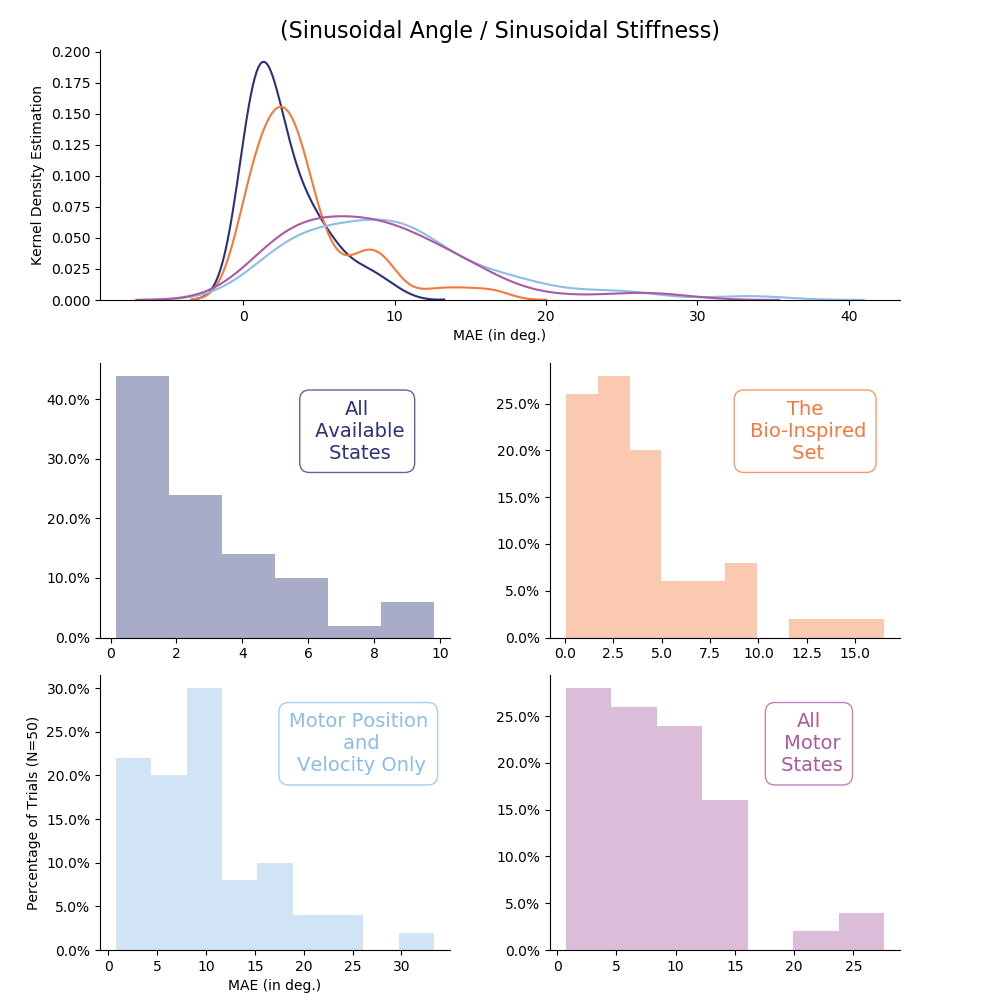 (Sinusoidal Angle / Sinusoidal Stiffness)
Kernel Density Estimation
0.200
0.175
0.150
0.125
0.100
0.075
0.050
0.025
0.000
0 10 20 30 40
MAE (in deg.)
40.0%
30.0%
20.0%
10.0%
0.0%
All
Available
States
0 2 4 6 8 10
25.0%
20.0%
15.0%
10.0%
5.0%
0.0%
The
Bio-Inspired
Set
0.0 2.5 5.0 7.5 10.0 12.5 15.0
Percentage of Trials (N=50)
30.0%
25.0%
20.0%
15.0%
10.0%
5.0%
0.0%
Motor Position
and
Velocity Only
0 5 10 15 20 25 30
MAE (in deg.)
25.0%
20.0%
15.0%
10.0%
5.0%
0.0%
All
Motor
States
0 5 10 15 20 25